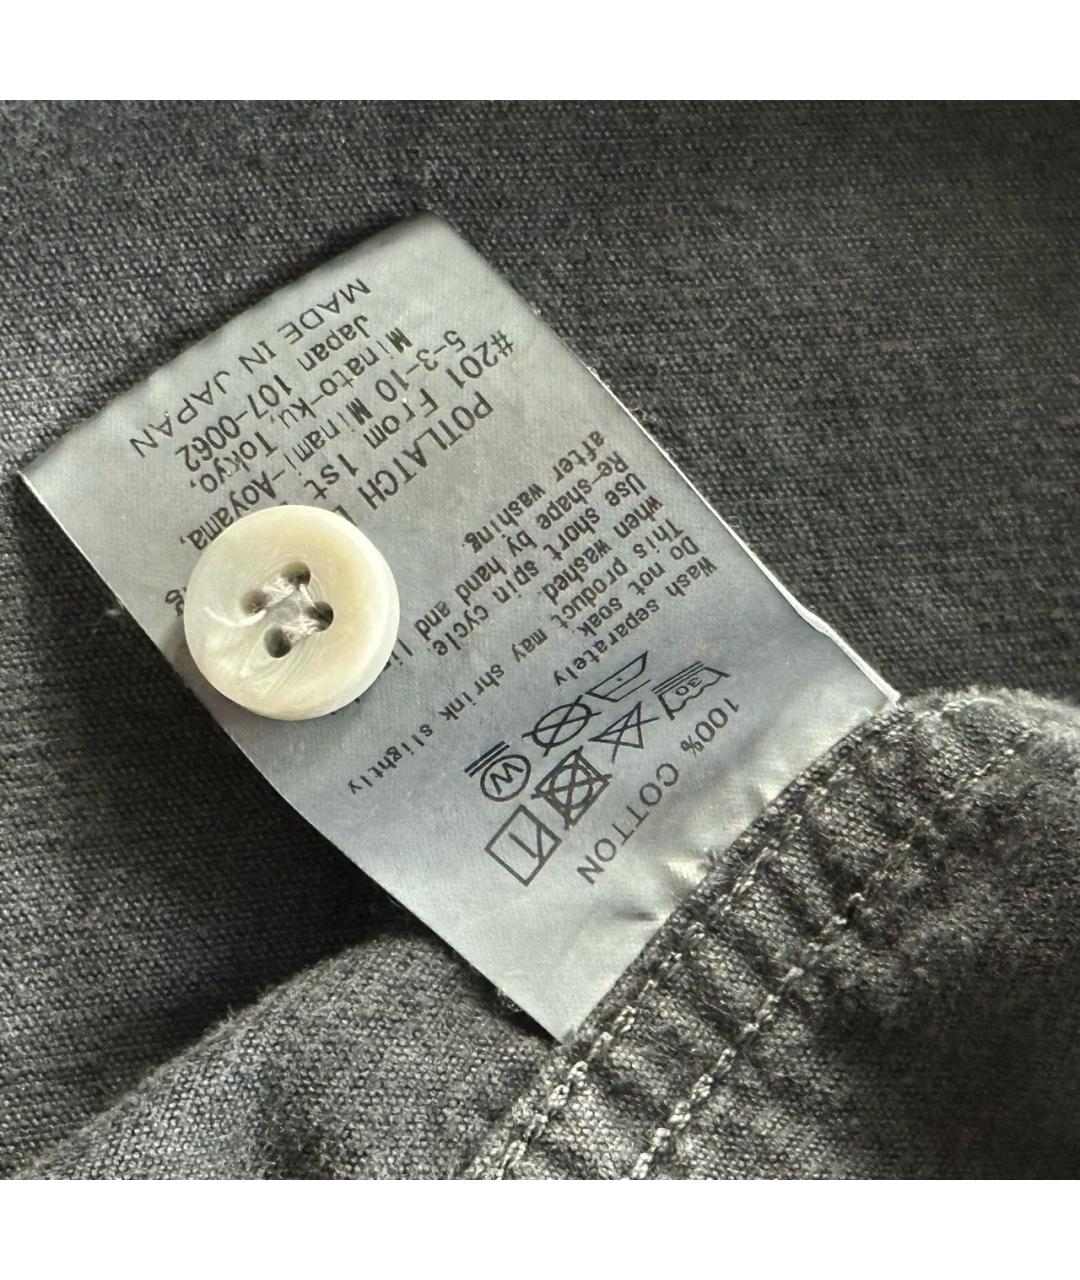 100% COTTON
30
W
Wash separately
Do not soak
This product may shrink slightly
when washed.
Use short spin cycle.
Re-shape by hand and
after washing.
POTLATCH
#201 From 1st
5-3-10 Minami-Aoyama,
Minato-ku, Tokyo,
Japan 107-0062
MADE IN JAPAN